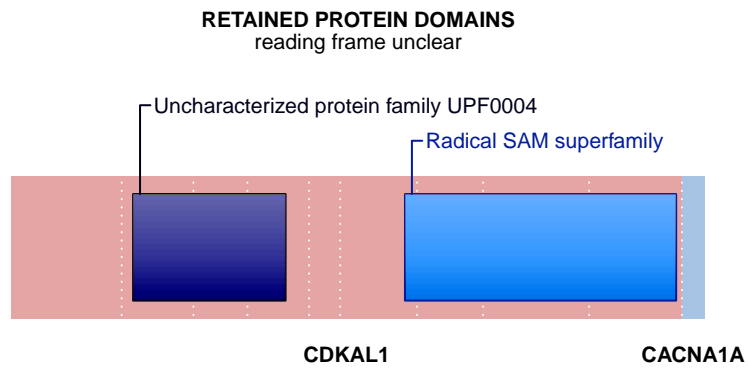 RETAINED PROTEIN DOMAINS
reading frame unclear
Uncharacterized protein family UPF0004
Radical SAM superfamily
CDKAL1
CACNA1A